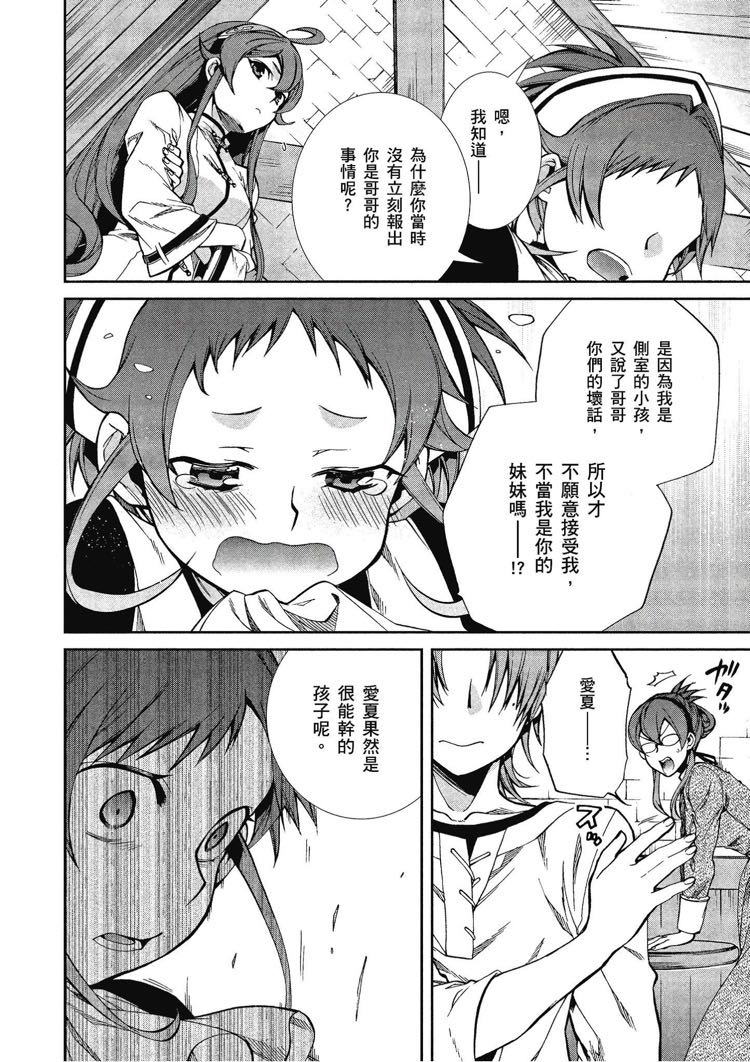 嗯，
我知道——
為什麼你當時
沒有立刻報出
你是哥哥的
事情呢？
是因為我是
側室的小孩，
又說了哥哥
你們的壞話，
所以才
不願意接受我，
不當我是你的
妹妹嗎——!?
ガタッ
愛夏——…
ス…
愛夏果然是
很能幹的
孩子呢。